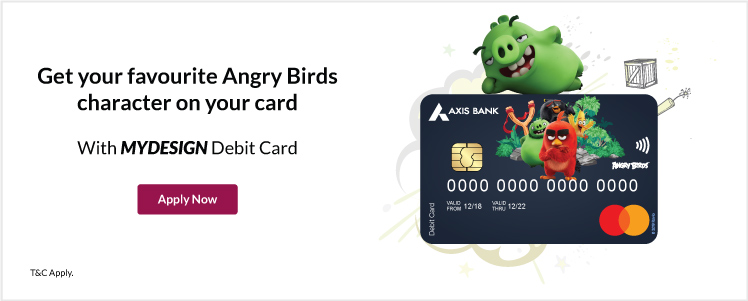 Get your favourite Angry Birds
character on your card
With MYDESIGN Debit Card
Apply Now
T&C Apply.
AXIS BANK
ANGRY BIRDS
0000 0000 0000 0000
VALID FROM 12/18 VALID THRU 12/22
Debit Card